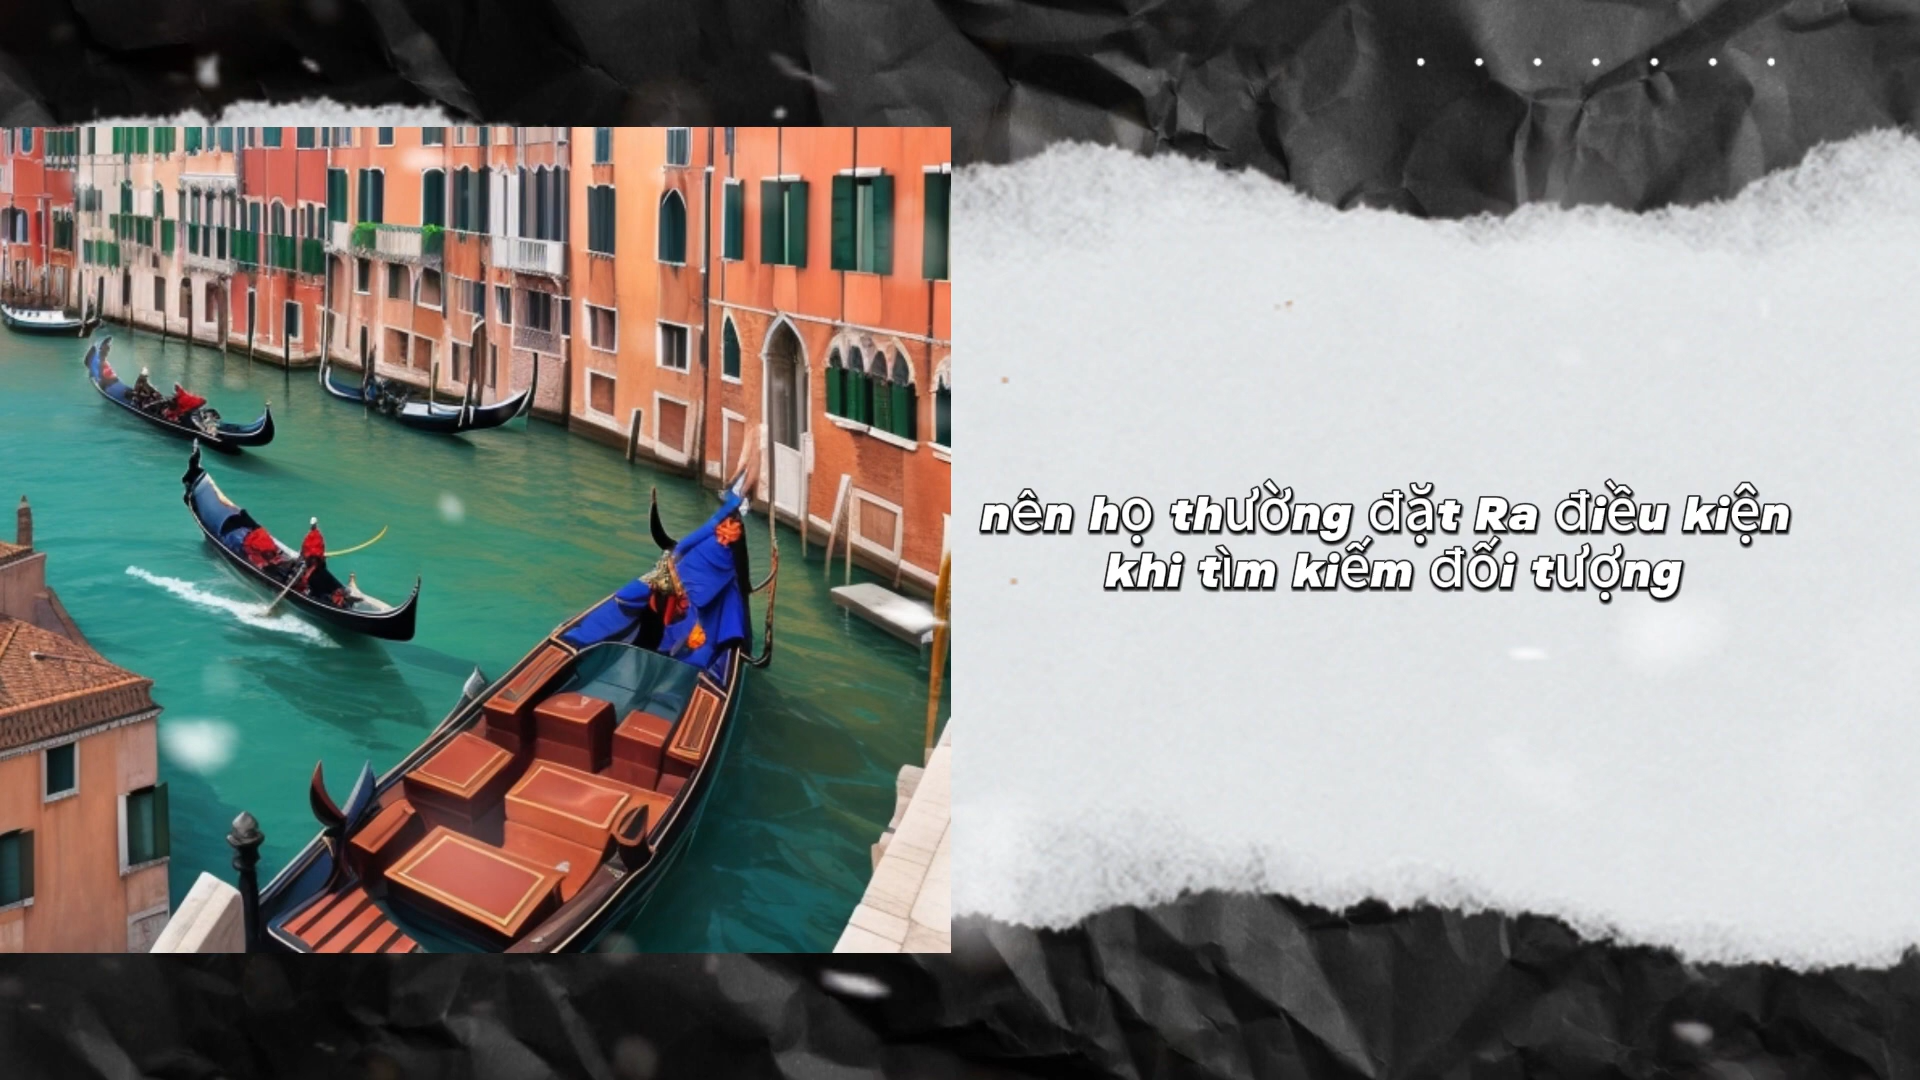 nên họ thường đặt Ra điều kiện
khi tìm kiếm đối tượng